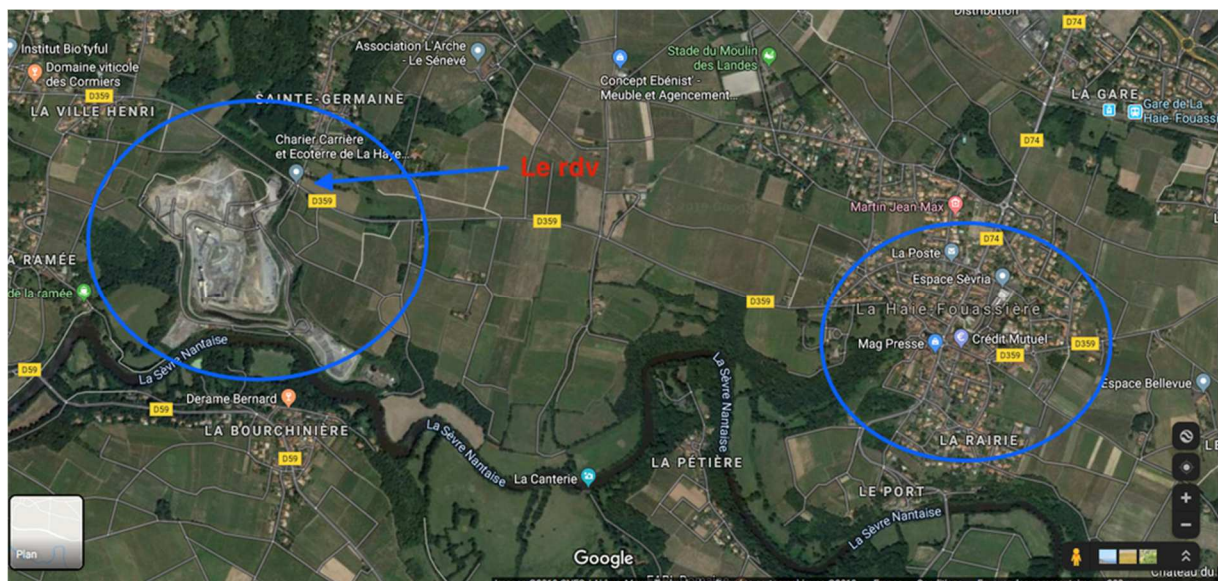 Distribution
D74
Institut Bio'tyful
Domaine viticole
des Cormiers
D359
LA VILLE HENRI
Association L'Arche
- Le Sénevé
SAINTE-GERMAINE
Concept Ebénist' -
Meuble et Agencement...
Stade du Moulin
des Landes
LA GARE
Gare de La
Haie-Fouass
D74
Charier Carrière
et Ecoterre de La Haye...
Le rdv
D359
D359
Martin Jean-Max
D74
La Poste
Espace Sèvria
LA RAMÉE
de la ramée
D359
La Haie-Fouassière
Mag Presse
Crédit Mutuel
D359
D359
La Sèvre Nantaise
D59
Derame Bernard
D59
LA BOURCHINIÈRE
D59
La Sèvre Nantaise
La Sèvre Nantaise
Espace Bellevue
LA RAIRIE
LA PÉTIÈRE
La Canterie
LE PORT
La Sèvre Nantaise
Plan
Google
Château du